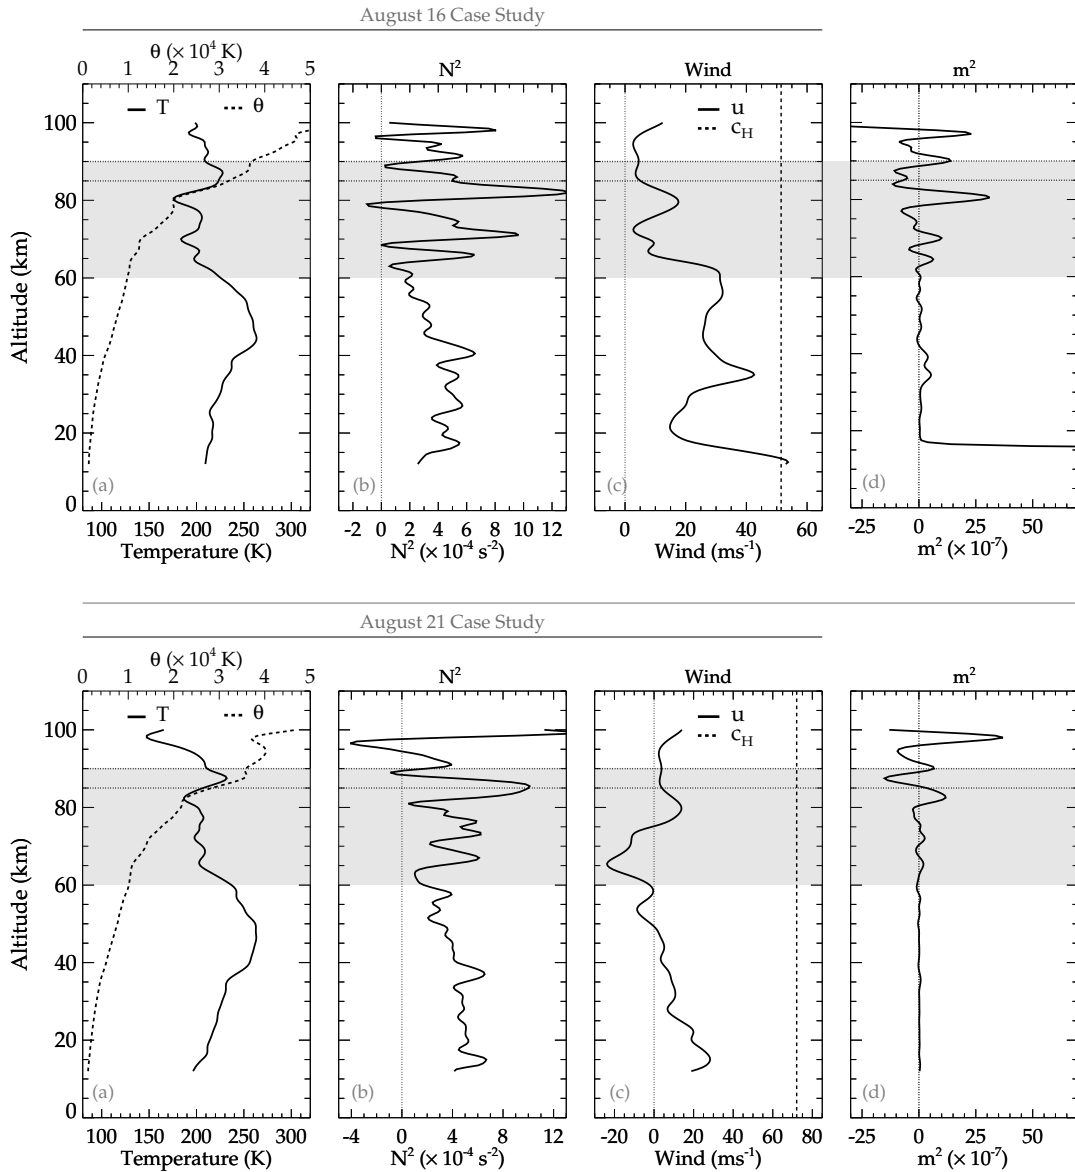 August 16 Case Study
θ (× 10⁴ K) N² Wind m²
0 1 2 3 4 5
T θ
u
c_H
100
80
60
40
20
0
Altitude (km)
(a) (b) (c) (d)
100 150 200 250 300
-2 0 2 4 6 8 10 12
0 20 40 60
-25 0 25 50
Temperature (K) N² (× 10⁻⁴ s⁻²) Wind (ms⁻¹) m² (× 10⁻⁷)
August 21 Case Study
θ (× 10⁴ K) N² Wind m²
0 1 2 3 4 5
T θ
u
c_H
100
80
60
40
20
0
Altitude (km)
(a) (b) (c) (d)
100 150 200 250 300
-4 0 4 8 12
-20 0 20 40 60 80
-25 0 25 50
Temperature (K) N² (× 10⁻⁴ s⁻²) Wind (ms⁻¹) m² (× 10⁻⁷)